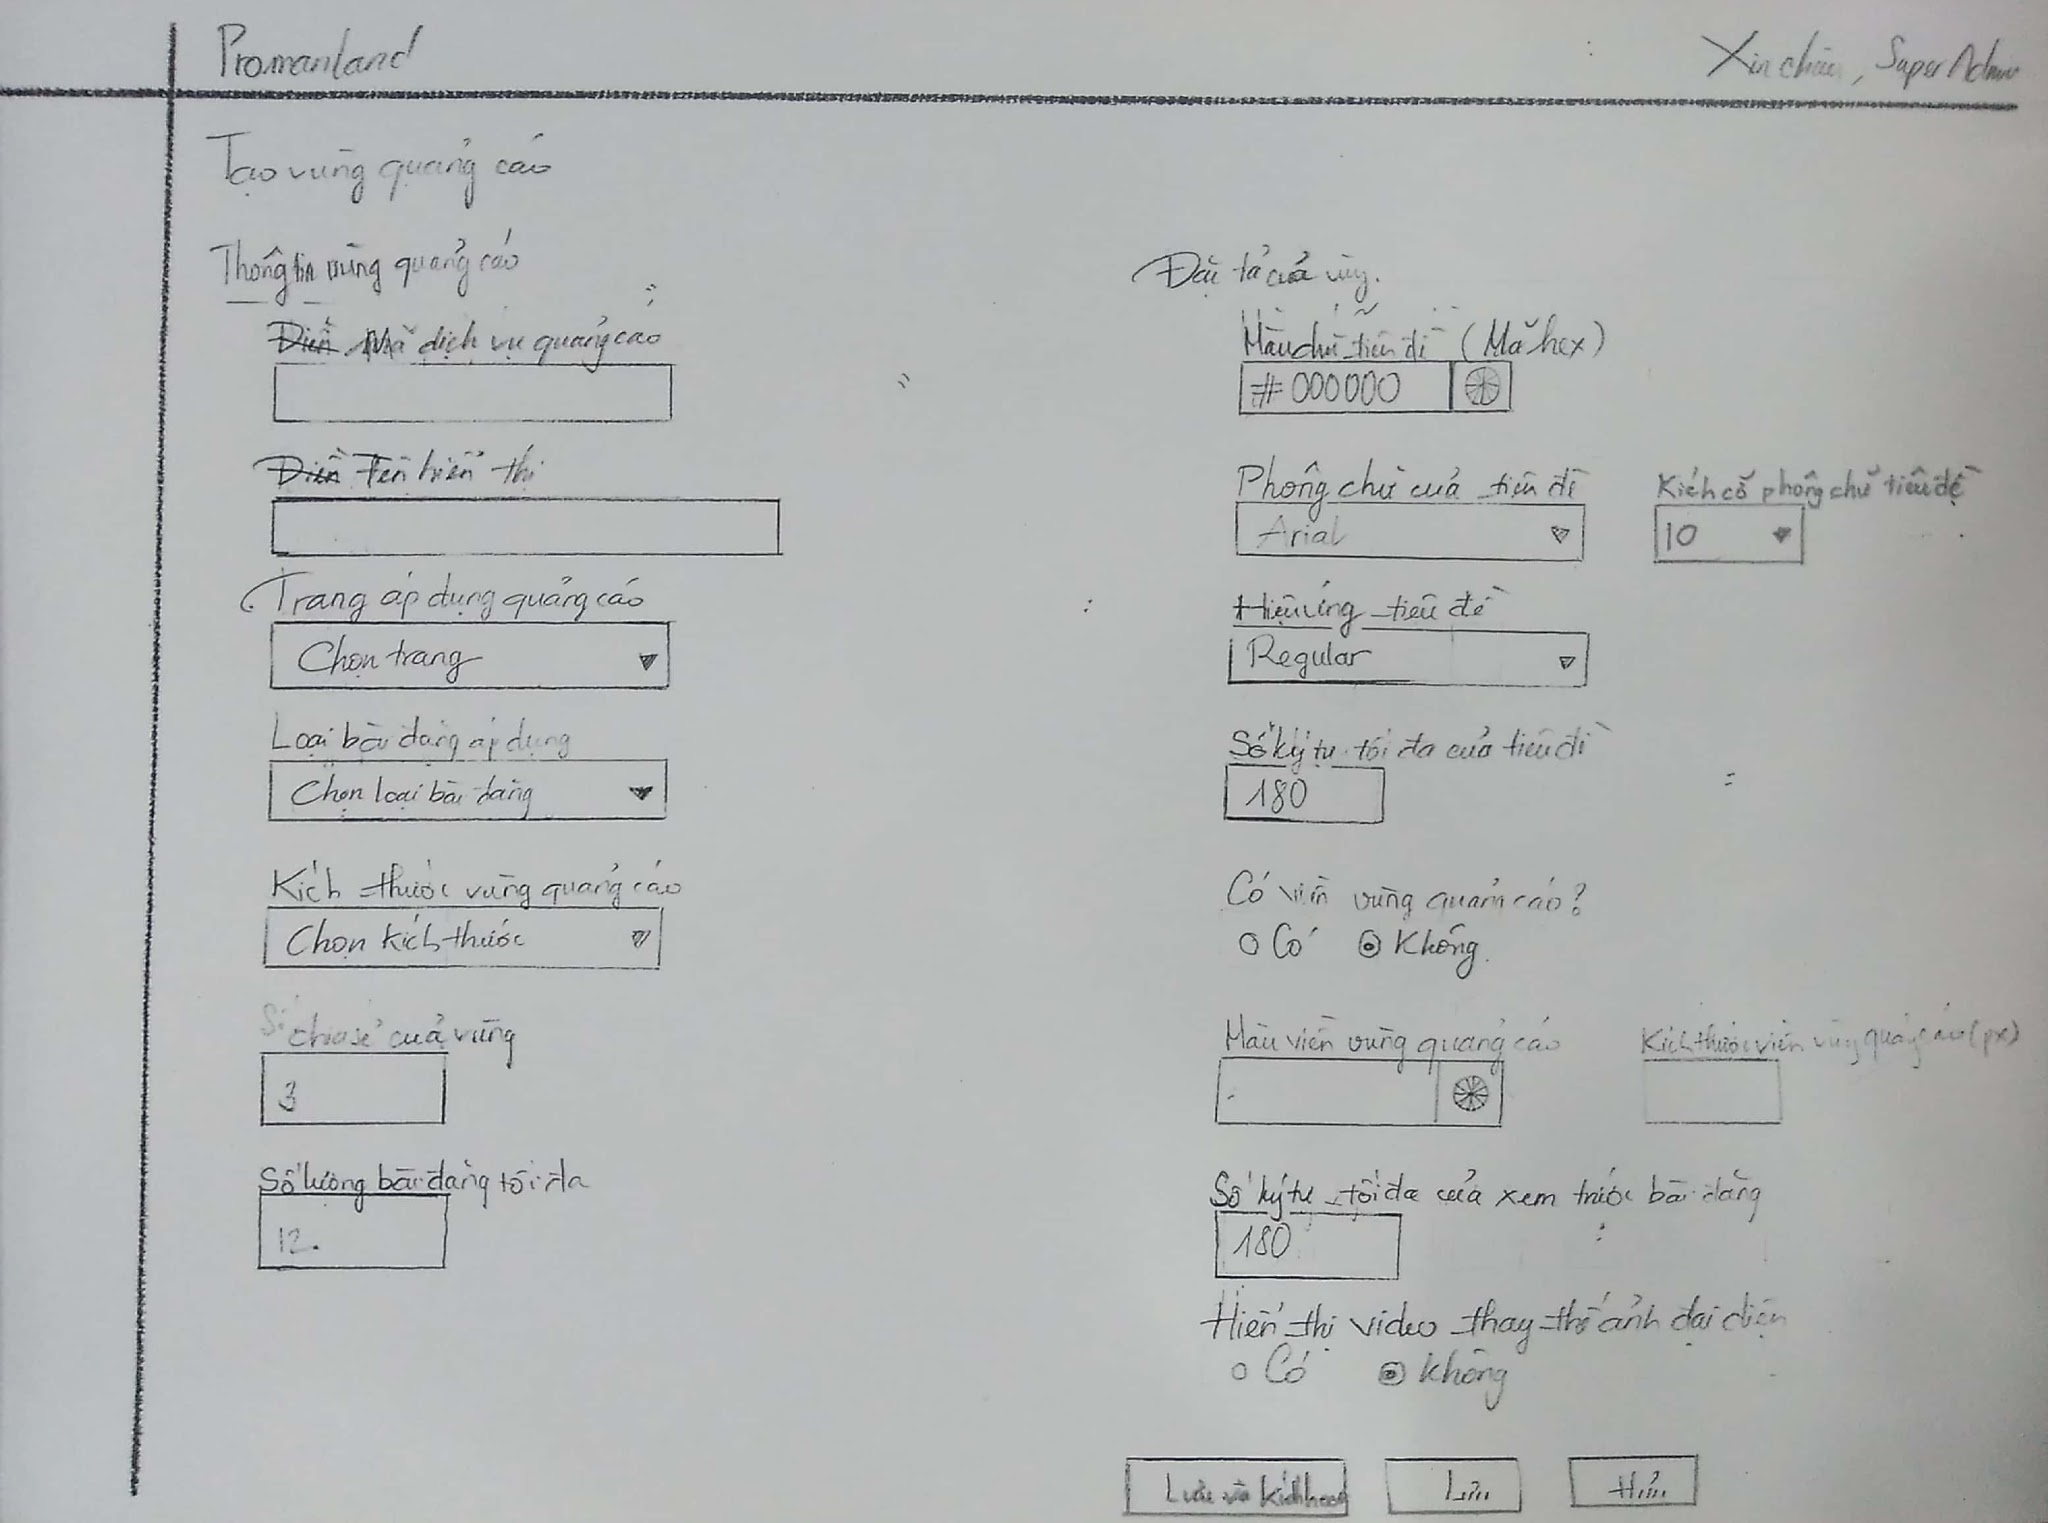 Promanland
Xin chào, Super Admin
Tạo vùng quảng cáo
Thông tin vùng quảng cáo
Điền Mã dịch vụ quảng cáo
Điền Tên hiển thị
Trang áp dụng quảng cáo
Chọn trang
Loại bài đăng áp dụng
Chọn loại bài đăng
Kích thước vùng quảng cáo
Chọn kích thước
Số chia sẻ của vùng
3
Số lượng bài đăng tối đa
12
Đặc tả của vùng.
Màu chữ tiêu đề (Mã hex)
#000000
Phông chữ của tiêu đề
Kích cỡ phông chữ tiêu đề
Arial
10
Hiệu ứng tiêu đề
Regular
Số ký tự tối đa của tiêu đề
180
Có viền vùng quảng cáo?
Có Không
Màu viền vùng quảng cáo
Kích thước viền vùng quảng cáo (px)
Số ký tự tối đa của xem trước bài đăng
180
Hiển thị video thay thế ảnh đại diện
Có Không
Lưu và kích hoạt
Lưu
Hủy